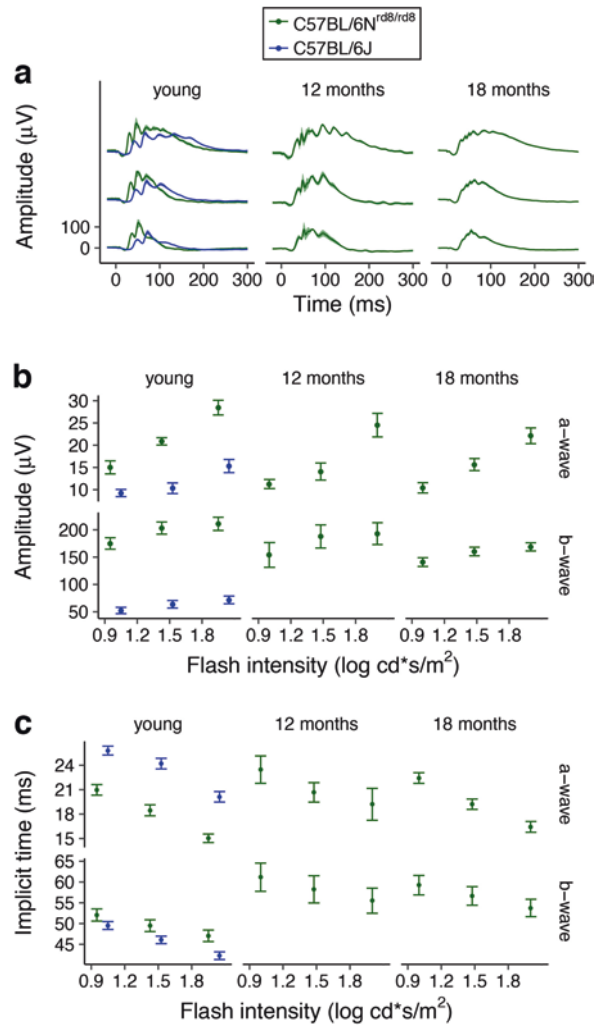 C57BL/6N^rd8/rd8
C57BL/6J
a
young 12 months 18 months
Amplitude (μV)
100
0
0 100 200 300 0 100 200 300 0 100 200 300
Time (ms)
b
young 12 months 18 months
Amplitude (μV)
30
25
20
15
10
a−wave
200
150
100
50
b−wave
0.9 1.2 1.5 1.8 0.9 1.2 1.5 1.8 0.9 1.2 1.5 1.8
Flash intensity (log cd*s/m²)
c
young 12 months 18 months
Implicit time (ms)
24
21
18
15
a−wave
65
60
55
50
45
b−wave
0.9 1.2 1.5 1.8 0.9 1.2 1.5 1.8 0.9 1.2 1.5 1.8
Flash intensity (log cd*s/m²)